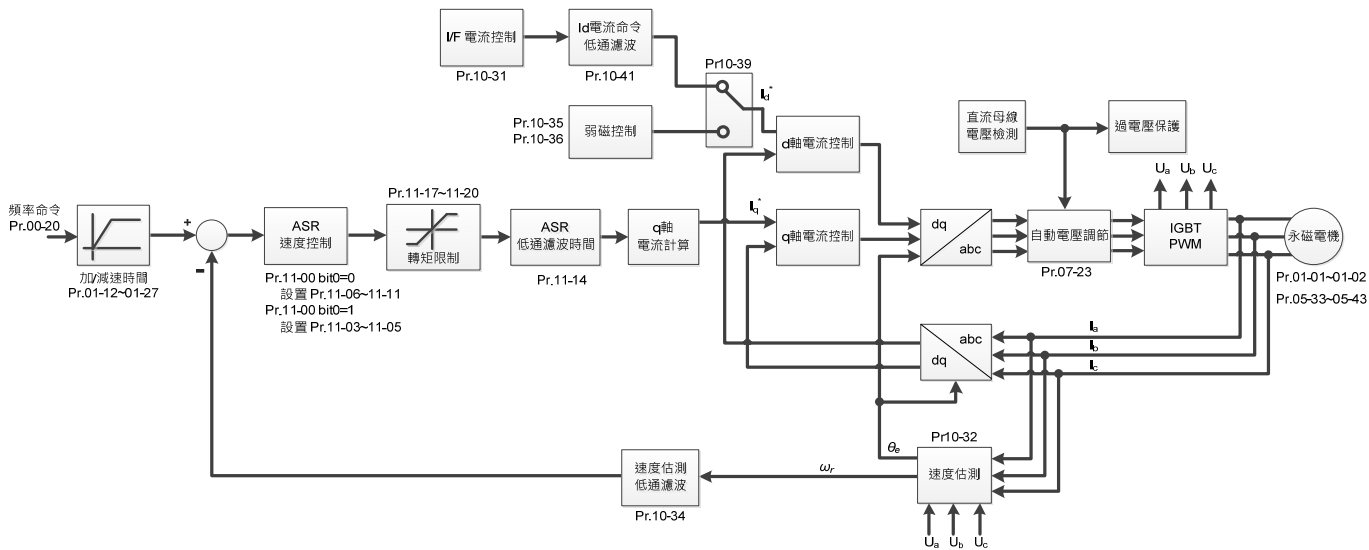 I/F 電流控制
Pr.10-31
Id電流命令
低通濾波
Pr.10-41
Pr10-39
Id*
Pr.10-35
Pr.10-36
弱磁控制
d軸電流控制
直流母線
電壓檢測
過電壓保護
Ua
Ub
Uc
頻率命令
Pr.00-20
加/減速時間
Pr.01-12~01-27
+
-
ASR
速度控制
Pr.11-00 bit0=0
設置 Pr.11-06~11-11
Pr.11-00 bit0=1
設置 Pr.11-03~11-05
Pr.11-17~11-20
轉矩限制
ASR
低通濾波時間
Pr.11-14
q軸
電流計算
Iq*
q軸電流控制
dq
abc
自動電壓調節
Pr.07-23
IGBT
PWM
永磁電機
Pr.01-01~01-02
Pr.05-33~05-43
abc
dq
Ia
Ib
Ic
Pr10-32
速度估測
θe
ωr
速度估測
低通濾波
Pr.10-34
Ua
Ub
Uc